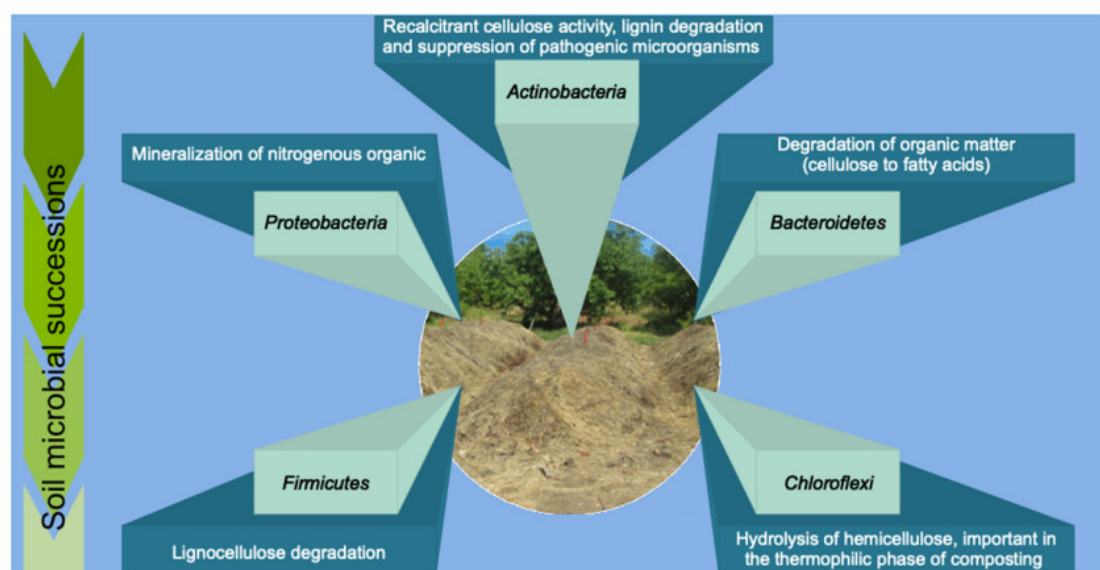 Recalcitrant cellulose activity, lignin degradation
and suppression of pathogenic microorganisms
Actinobacteria
Mineralization of nitrogenous organic
Proteobacteria
Degradation of organic matter
(cellulose to fatty acids)
Bacteroidetes
Soil microbial successions
Firmicutes
Lignocellulose degradation
Chloroflexi
Hydrolysis of hemicellulose, important in
the thermophilic phase of composting